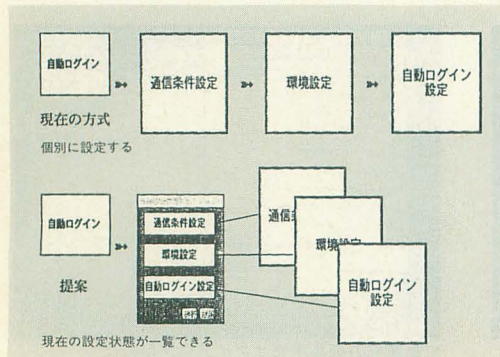 自動ログイン
通信条件設定
環境設定
自動ログイン
設定
現在の方式
個別に設定する
自動ログイン
通信条件設定
環境設定
自動ログイン設定
通信
環境設定
自動ログイン
設定
提案
現在の設定状態が一覧できる